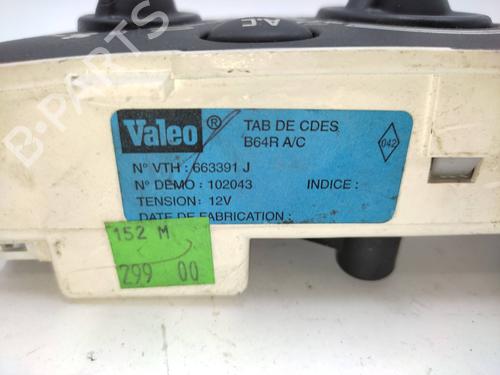 A.C
Valeo ® TAB DE CDES
B64R A/C
042
N° VTH : 663391 J
N° DEMO : 102043 INDICE :
TENSION : 12V
DATE DE FABRICATION :
152 M
299 00
B-PARTS